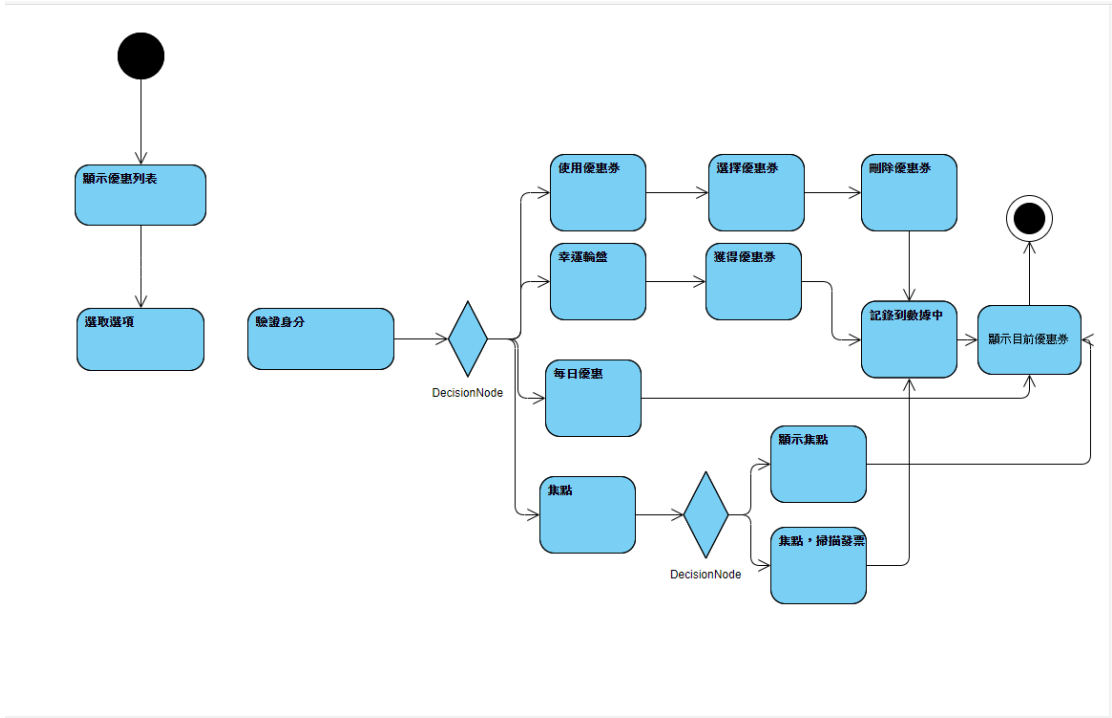 顯示優惠列表
選取選項
驗證身分
DecisionNode
使用優惠券
選擇優惠券
刪除優惠券
幸運輪盤
獲得優惠券
記錄到數據中
顯示目前優惠券
每日優惠
顯示集點
集點
集點，掃描發票
DecisionNode